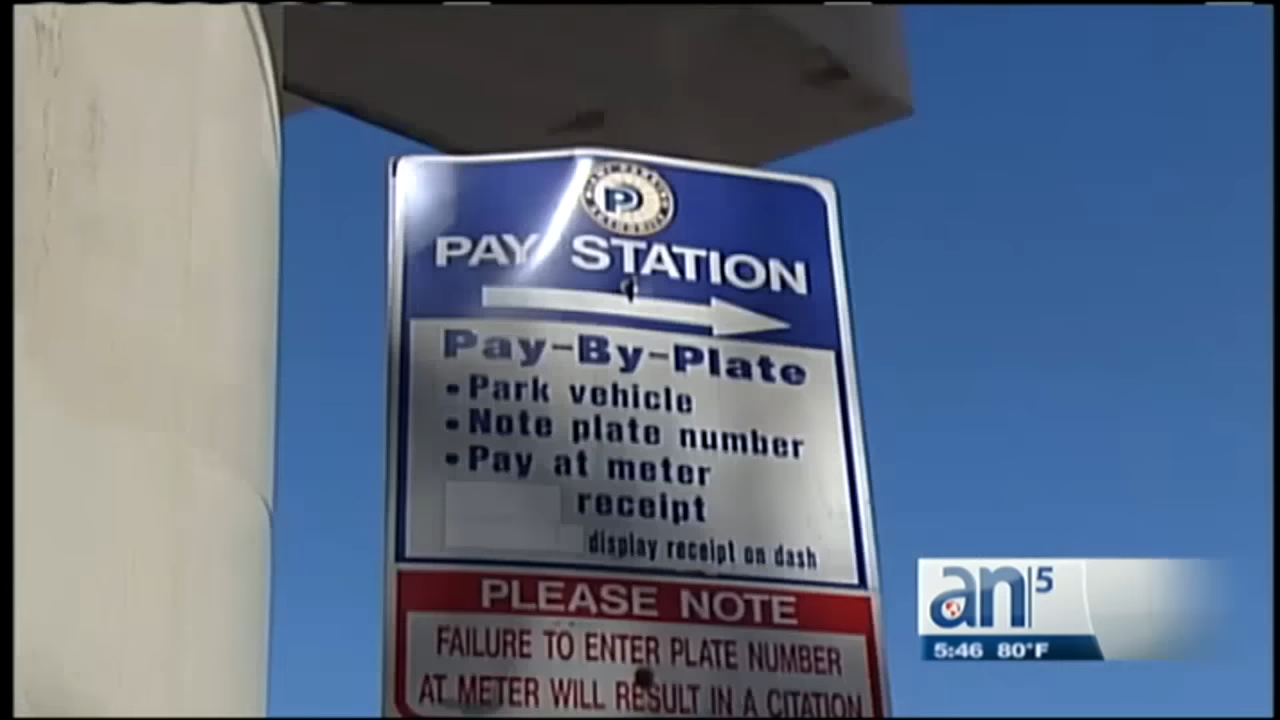 P
PAY STATION
Pay-By-Plate
•Park vehicle
•Note plate number
•Pay at meter
receipt
display receipt on dash
PLEASE NOTE
FAILURE TO ENTER PLATE NUMBER
AT METER WILL RESULT IN A CITATION
an 5
5:46 80°F